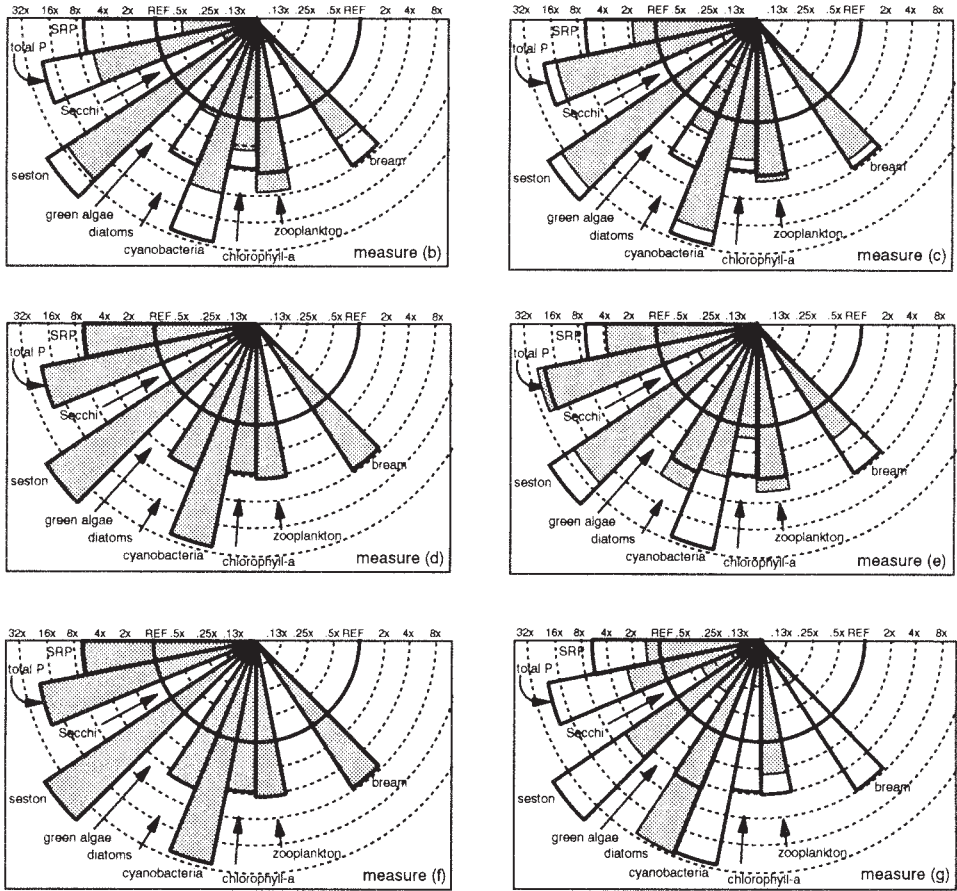 32x 16x 8x 4x 2x REF .5x .25x .13x .13x .5x REF 2x 4x 8x
SRP
total P
Secchi
seston
green algae
diatoms
cyanobacteria
chlorophyll-a
zooplankton
bream
measure (b)
32x 16x 8x 4x 2x REF .5x .25x .13x .13x .5x REF 2x 4x 8x
SRP
total P
Secchi
seston
green algae
diatoms
cyanobacteria
chlorophyll-a
zooplankton
bream
measure (c)
32x 16x 8x 4x 2x REF .5x .25x .13x .13x .5x REF 2x 4x 8x
SRP
total P
Secchi
seston
green algae
diatoms
cyanobacteria
chlorophyll-a
zooplankton
bream
measure (d)
32x 16x 8x 4x 2x REF .5x .25x .13x .13x .5x REF 2x 4x 8x
SRP
total P
Secchi
seston
green algae
diatoms
cyanobacteria
chlorophyll-a
zooplankton
bream
measure (e)
32x 16x 8x 4x 2x REF .5x .25x .13x .13x .25x .5x REF 2x 4x 8x
SRP
total P
Secchi
seston
green algae
diatoms
cyanobacteria
chlorophyll-a
zooplankton
bream
measure (f)
32x 16x 8x 4x 2x REF .5x .25x .13x .13x .25x .5x REF 2x 4x 8x
SRP
total P
Secchi
seston
green algae
diatoms
cyanobacteria
chlorophyll-a
zooplankton
bream
measure (g)